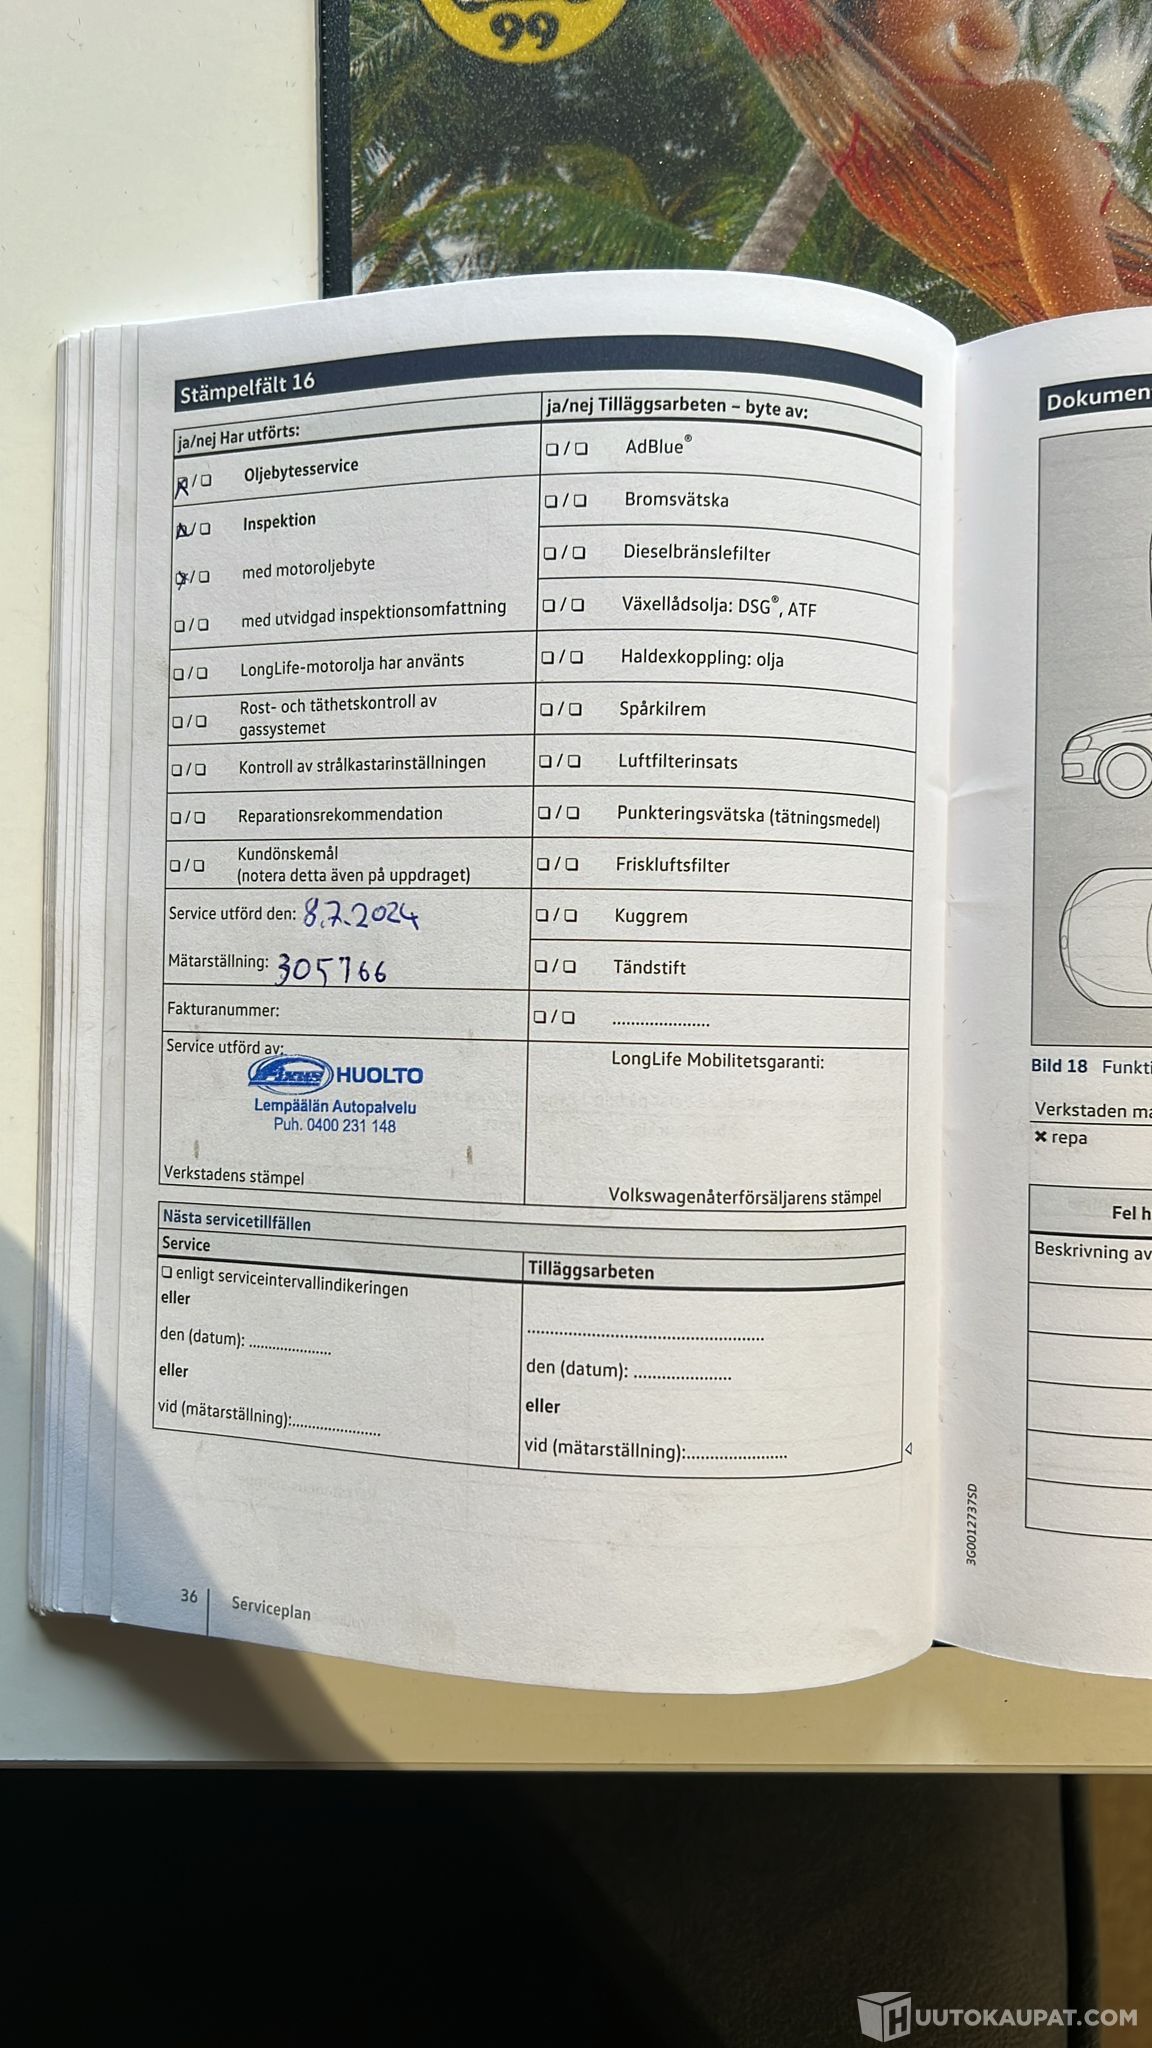 99
Stämpelfält 16
ja/nej Har utförts:
❏/❏ Oljebytesservice
❏/❏ Inspektion
❏/❏ med motoroljebyte
❏/❏ med utvidgad inspektionsomfattning
❏/❏ LongLife-motorolja har använts
❏/❏ Rost- och täthetskontroll av
gassystemet
❏/❏ Kontroll av strålkastarinställningen
❏/❏ Reparationsrekommendation
❏/❏ Kundönskemål
(notera detta även på uppdraget)
Service utförd den: 8.7.2024
Mätarställning: 305766
Fakturanummer:
Service utförd av:
Fixus HUOLTO
Lempäälän Autopalvelu
Puh. 0400 231 148
Verkstadens stämpel
ja/nej Tilläggsarbeten – byte av:
❏/❏ AdBlue®
❏/❏ Bromsvätska
❏/❏ Dieselbränslefilter
❏/❏ Växellådsolja: DSG®, ATF
❏/❏ Haldexkoppling: olja
❏/❏ Spårkilrem
❏/❏ Luftfilterinsats
❏/❏ Punkteringsvätska (tätningsmedel)
❏/❏ Friskluftsfilter
❏/❏ Kuggrem
❏/❏ Tändstift
❏/❏ .....................
LongLife Mobilitetsgaranti:
Volkswagenåterförsäljarens stämpel
Nästa servicetillfällen
Service
❏ enligt serviceintervallindikeringen
eller
den (datum): .....................
eller
vid (mätarställning):......................
Tilläggsarbeten
..................................................
den (datum): .....................
eller
vid (mätarställning):......................
36 Serviceplan
3G0012737SD
Dokumen
Bild 18 Funkti
Verkstaden ma
✖ repa
Fel h
Beskrivning av
HUUTOKAUPAT.COM